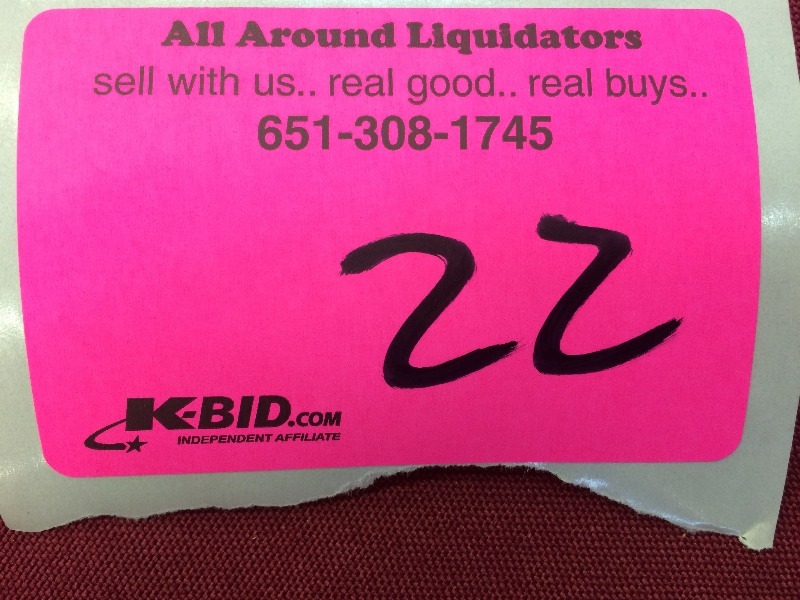 All Around Liquidators
sell with us.. real good.. real buys..
651-308-1745
22
K-BID.COM
INDEPENDENT AFFILIATE